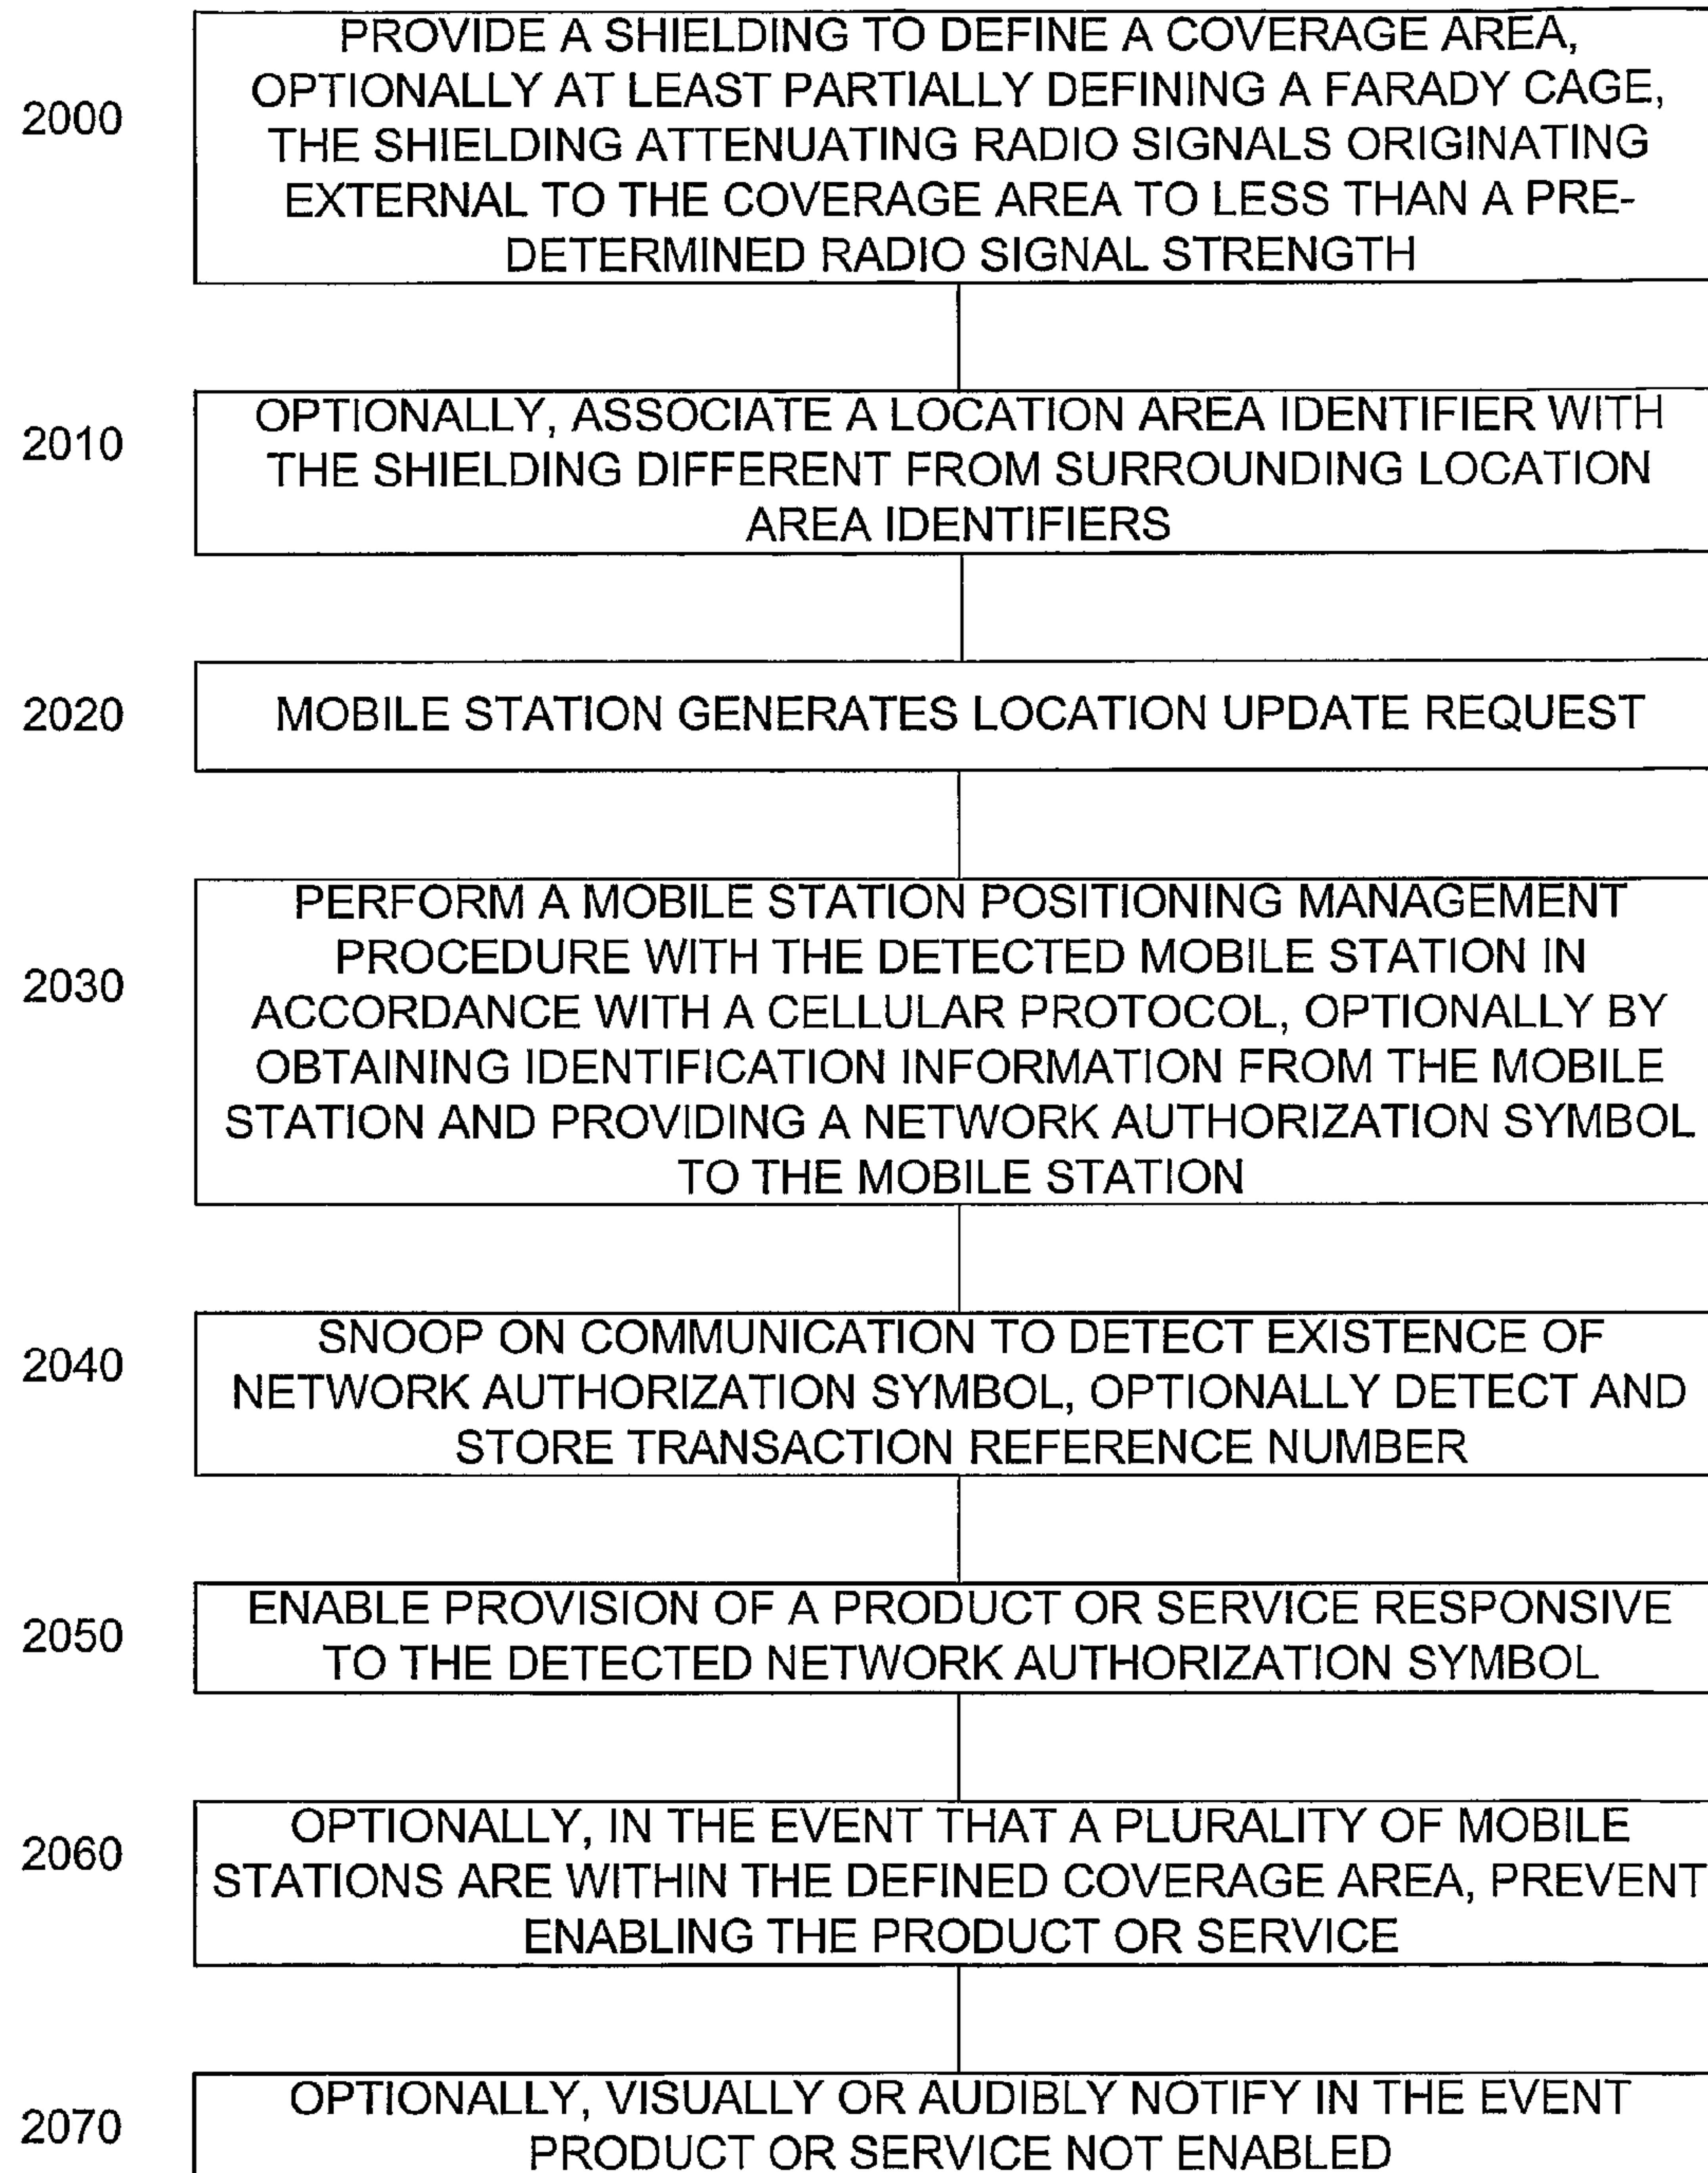 PROVIDE A SHIELDING TO DEFINE A COVERAGE AREA,
OPTIONALLY AT LEAST PARTIALLY DEFINING A FARADY CAGE,
2000
THE SHIELDING ATTENUATING RADIO SIGNALS ORIGINATING
EXTERNAL TO THE COVERAGE AREA TO LESS THAN A PRE-
DETERMINED RADIO SIGNAL STRENGTH
2010
OPTIONALLY, ASSOCIATE A LOCATION AREA IDENTIFIER WITH
THE SHIELDING DIFFERENT FROM SURROUNDING LOCATION
AREA IDENTIFIERS
2020
MOBILE STATION GENERATES LOCATION UPDATE REQUEST
PERFORM A MOBILE STATION POSITIONING MANAGEMENT
PROCEDURE WITH THE DETECTED MOBILE STATION IN
2030
ACCORDANCE WITH A CELLULAR PROTOCOL, OPTIONALLY BY
OBTAINING IDENTIFICATION INFORMATION FROM THE MOBILE
STATION AND PROVIDING A NETWORK AUTHORIZATION SYMBOL
TO THE MOBILE STATION
2040
SNOOP ON COMMUNICATION TO DETECT EXISTENCE OF
NETWORK AUTHORIZATION SYMBOL, OPTIONALLY DETECT AND
STORE TRANSACTION REFERENCE NUMBER
2050
ENABLE PROVISION OF A PRODUCT OR SERVICE RESPONSIVE
TO THE DETECTED NETWORK AUTHORIZATION SYMBOL
2060
OPTIONALLY, IN THE EVENT THAT A PLURALITY OF MOBILE
STATIONS ARE WITHIN THE DEFINED COVERAGE AREA, PREVENT
ENABLING THE PRODUCT OR SERVICE
2070
OPTIONALLY, VISUALLY OR AUDIBLY NOTIFY IN THE EVENT
PRODUCT OR SERVICE NOT ENABLED